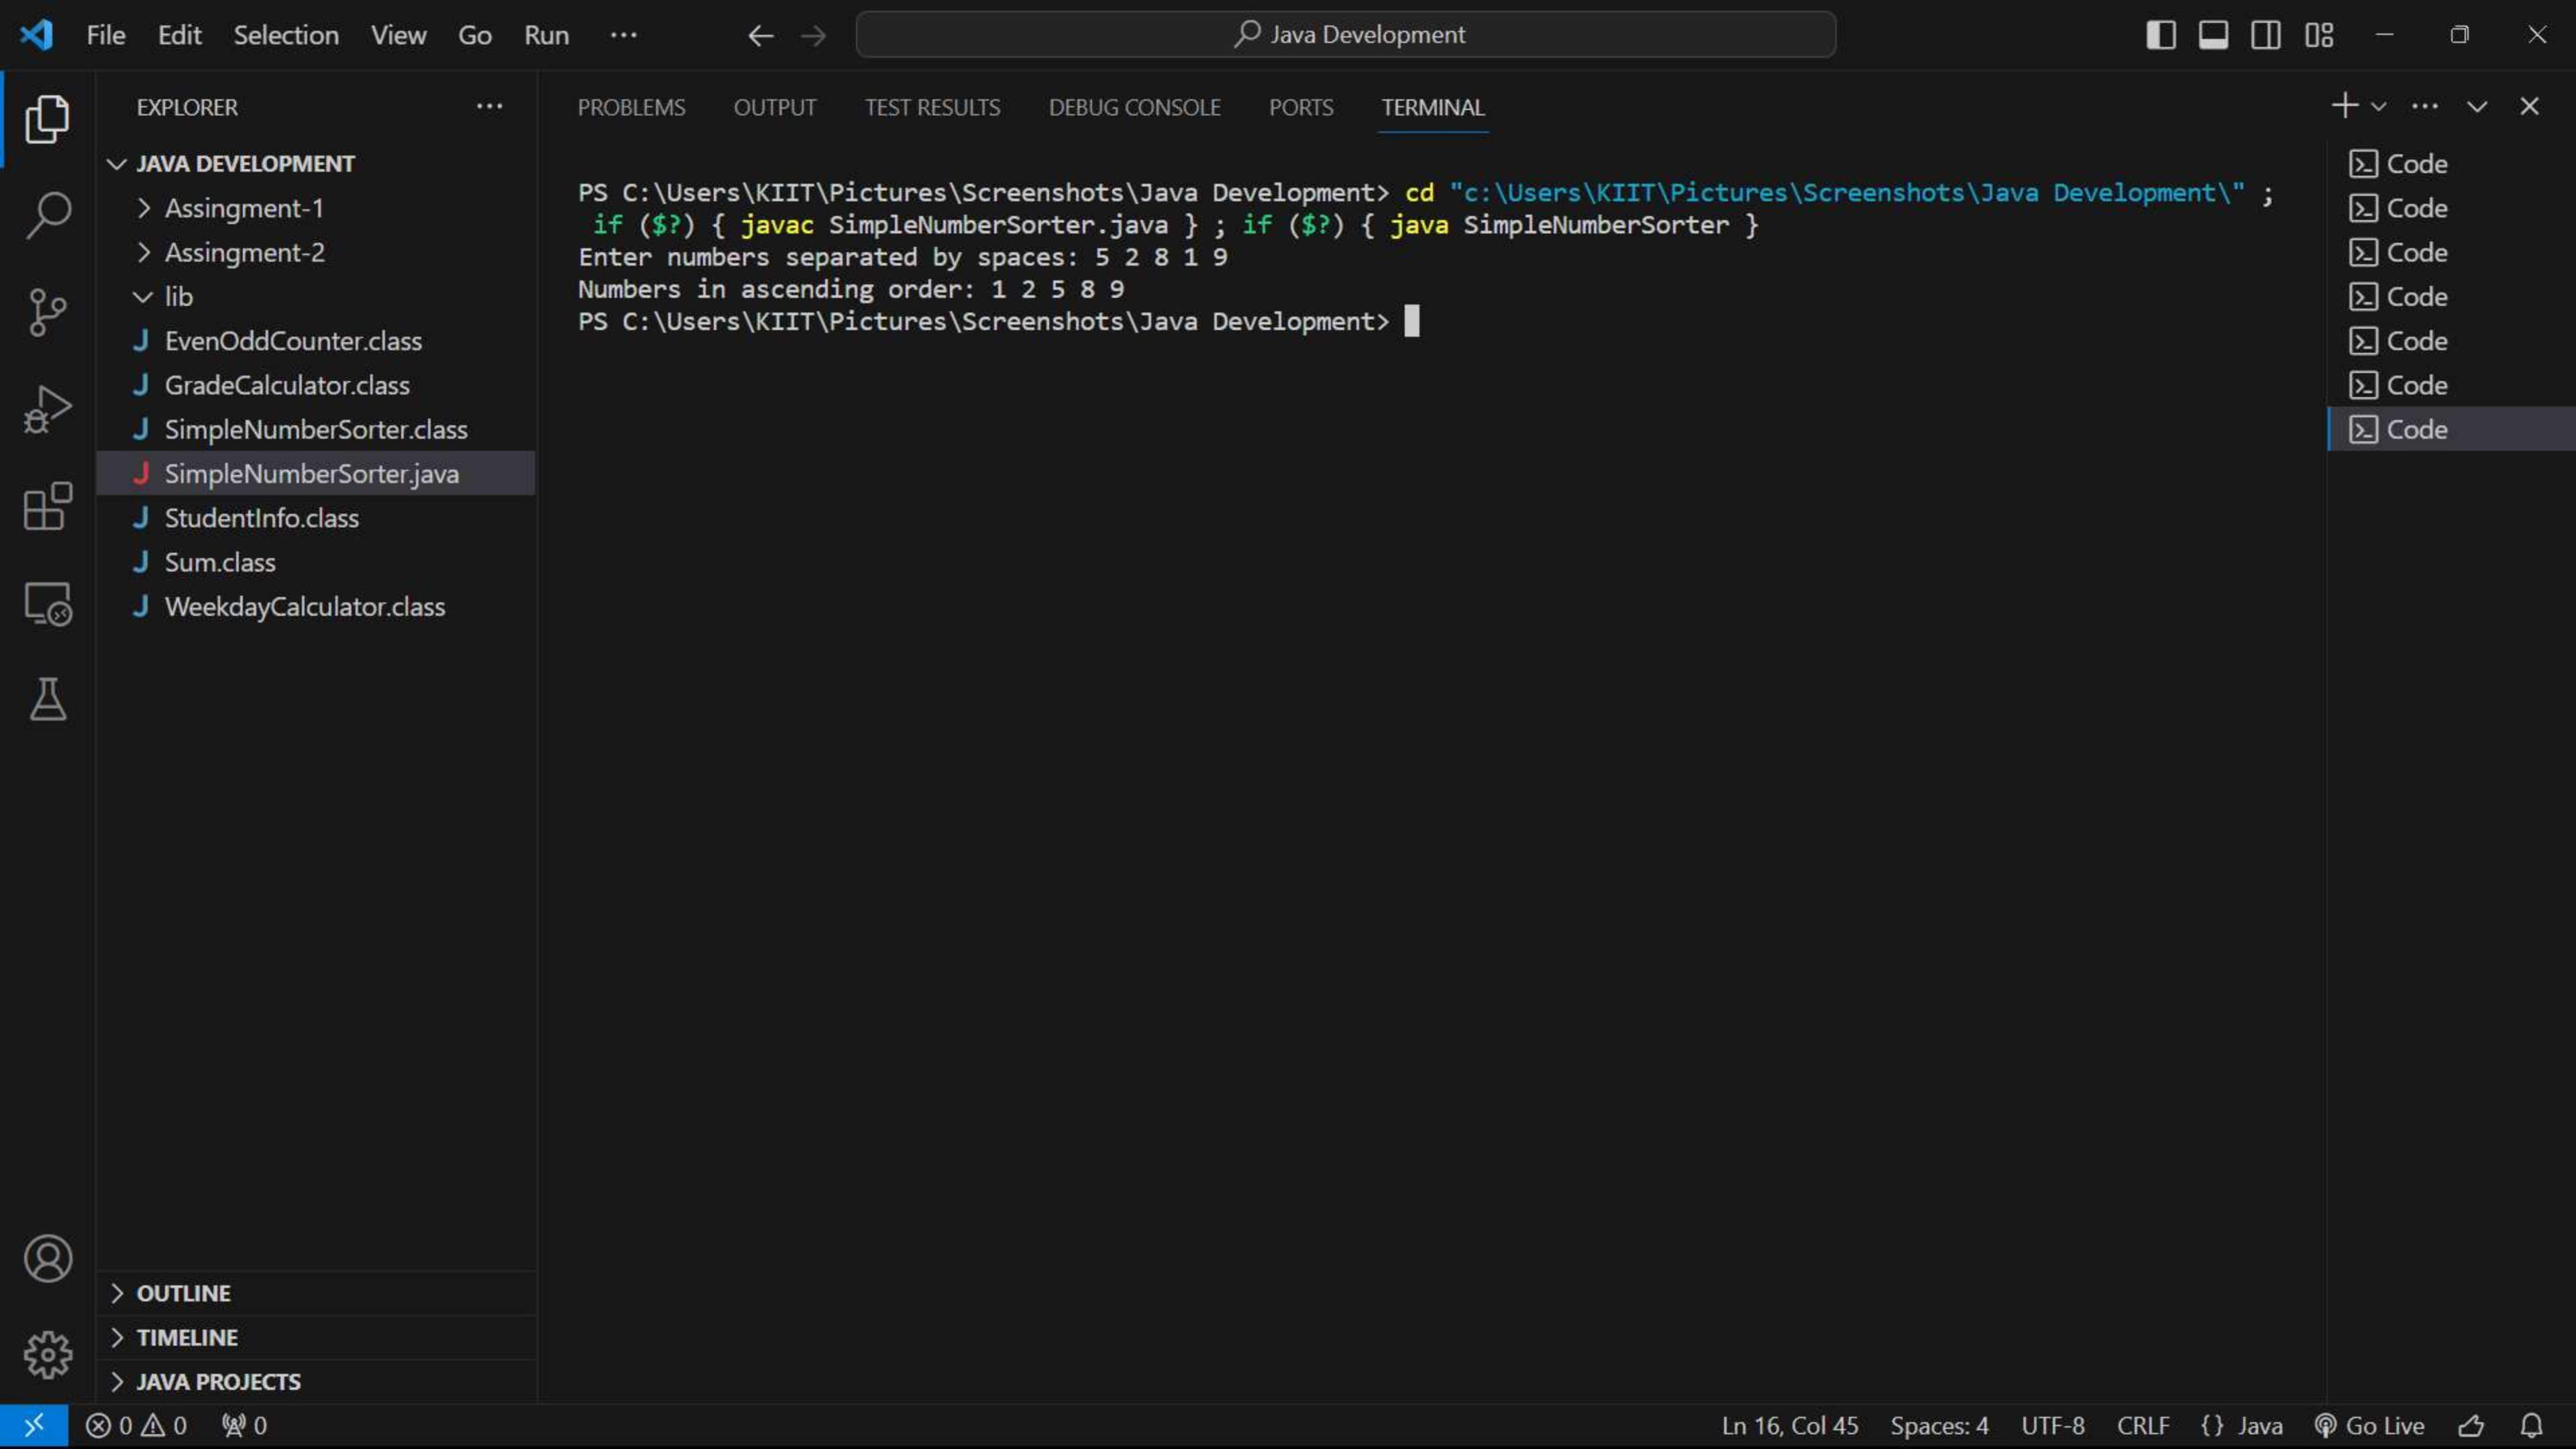 File Edit Selection View Go Run ··· Java Development
EXPLORER ···
JAVA DEVELOPMENT
Assingment-1
Assingment-2
lib
J EvenOddCounter.class
J GradeCalculator.class
J SimpleNumberSorter.class
J SimpleNumberSorter.java
J StudentInfo.class
J Sum.class
J WeekdayCalculator.class
OUTLINE
TIMELINE
JAVA PROJECTS
PROBLEMS OUTPUT TEST RESULTS DEBUG CONSOLE PORTS TERMINAL
PS C:\Users\KIIT\Pictures\Screenshots\Java Development> cd "c:\Users\KIIT\Pictures\Screenshots\Java Development\" ;
if ($?) { javac SimpleNumberSorter.java } ; if ($?) { java SimpleNumberSorter }
Enter numbers separated by spaces: 5 2 8 1 9
Numbers in ascending order: 1 2 5 8 9
PS C:\Users\KIIT\Pictures\Screenshots\Java Development>
Code
Code
Code
Code
Code
Code
Code
0 0 0 Ln 16, Col 45 Spaces: 4 UTF-8 CRLF {} Java Go Live